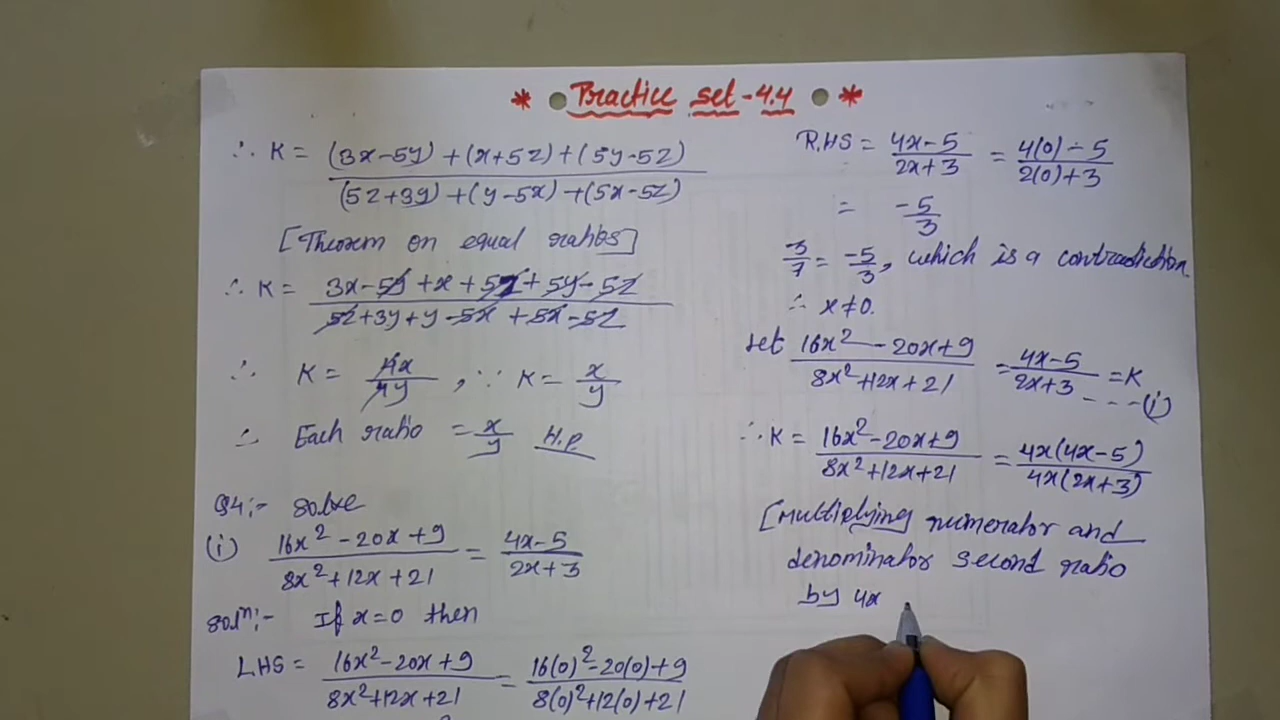 * Practice set-4.4 *
∴ K = (3x-5y)+(x+5z)+(5y-5z) / (5z+3y)+(y-5x)+(5x-5z)
[Theorm on equal ratios]
∴ K = 3x-5y+x+5z+5y-5z / 5z+3y+y-5x+5x-5z
∴ K = 4x/4y, ∵ K = x/y
∴ Each ratio = x/y H.P
Q4:- solve
(i) 16x²-20x+9 / 8x²+12x+21 = 4x-5 / 2x+3
solⁿ:- If x=0 then
LHS = 16x²-20x+9 / 8x²+12x+21 = 16(0)²-20(0)+9 / 8(0)²+12(0)+21
R.HS = 4x-5 / 2x+3 = 4(0)-5 / 2(0)+3
= -5/3
3/7 = -5/3, which is a contradiction
∴ x≠0.
set 16x²-20x+9 / 8x²+12x+21 = 4x-5 / 2x+3 = K
----(i)
∴ K = 16x²-20x+9 / 8x²+12x+21 = 4x(4x-5) / 4x(2x+3)
[Multiplying numerator and
denominator second ratio
by 4x